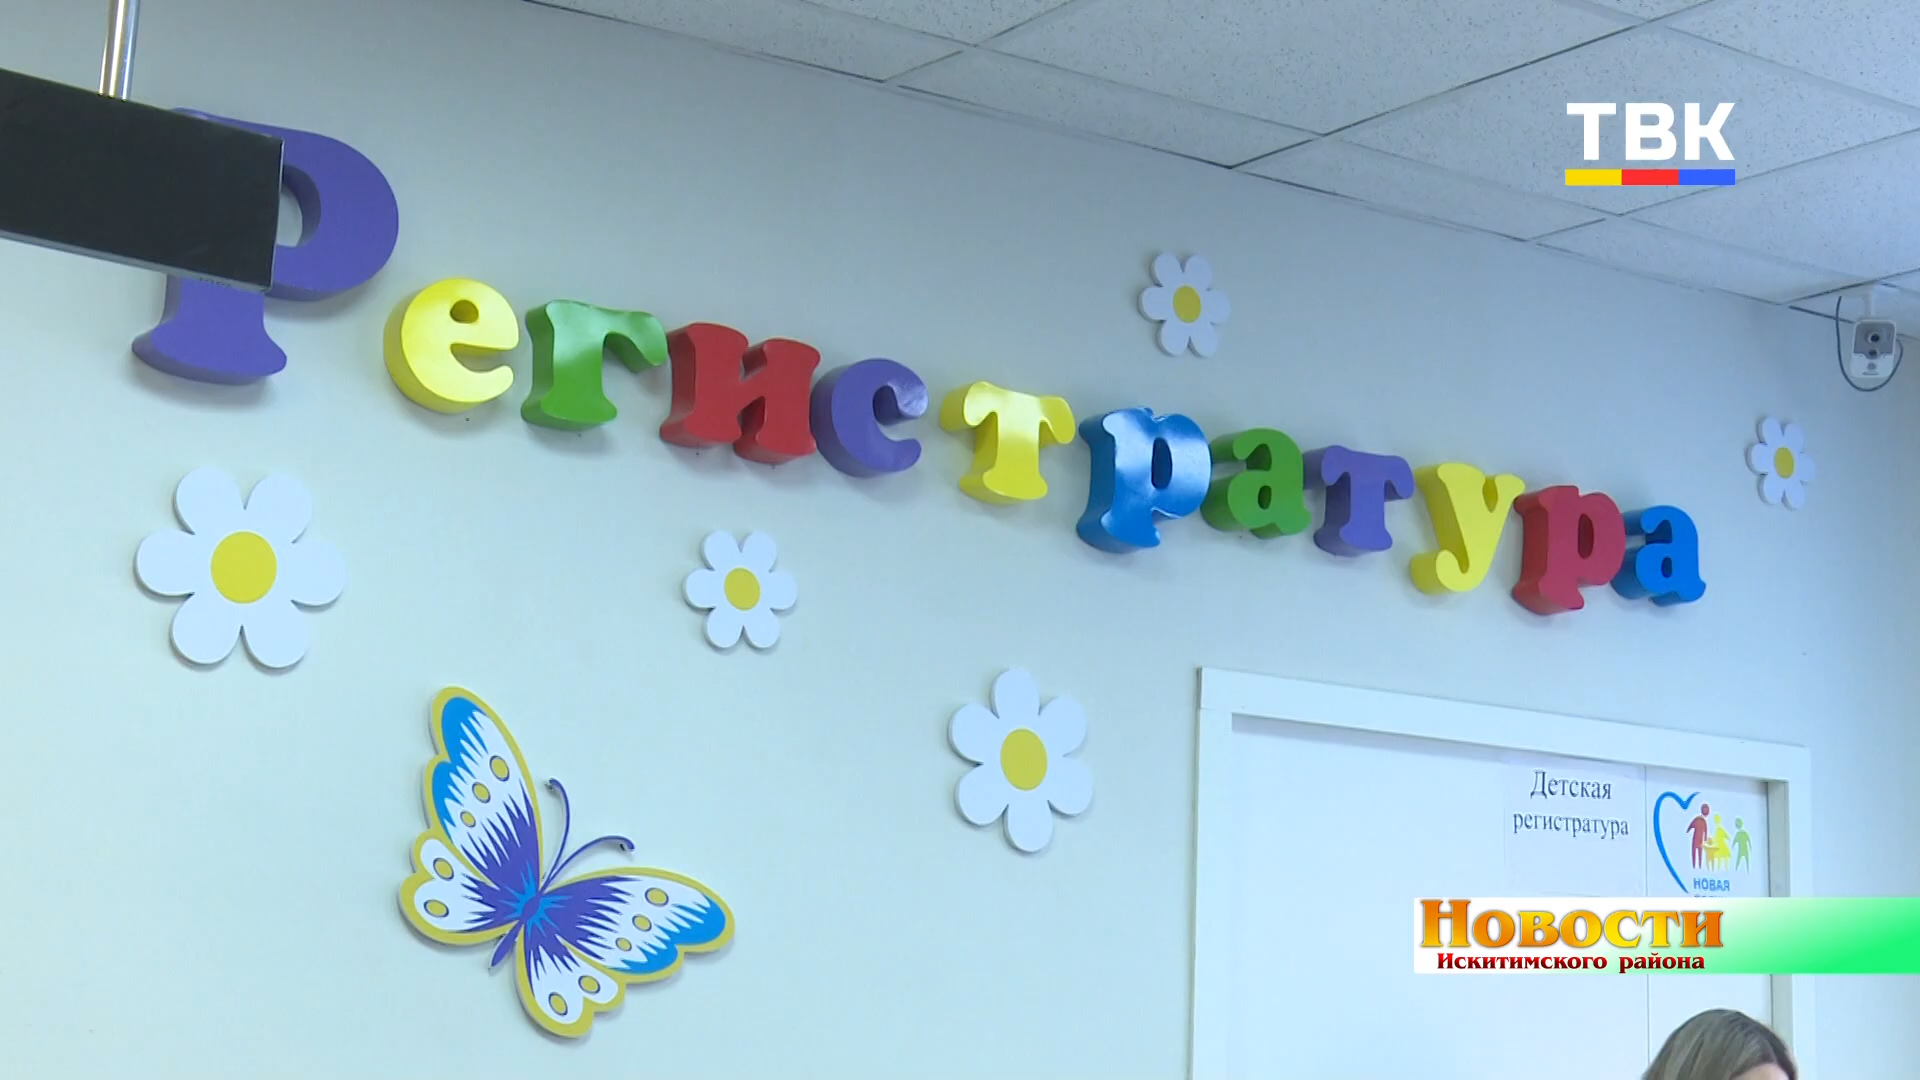 ТВК
Регистратура
Детская
регистратура
НОВАЯ
Новости
Искитимского района